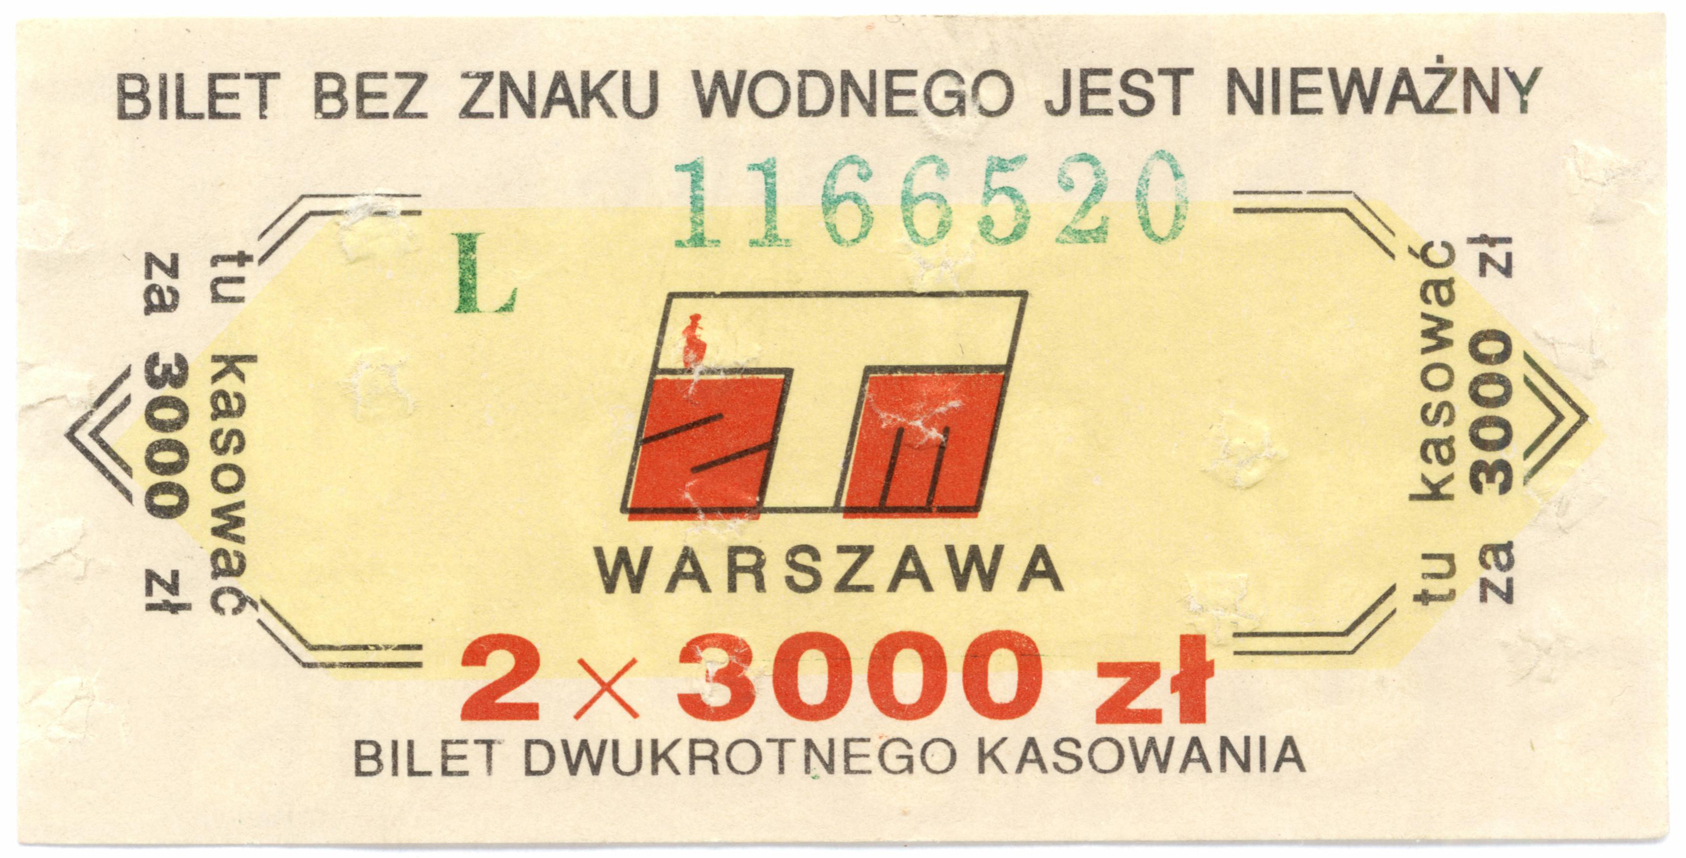 BILET BEZ ZNAKU WODNEGO JEST NIEWAŻNY
1166520
L
tu kasować
za 3000 zł
ZTM
WARSZAWA
tu kasować
za 3000 zł
2 × 3000 zł
BILET DWUKROTNEGO KASOWANIA